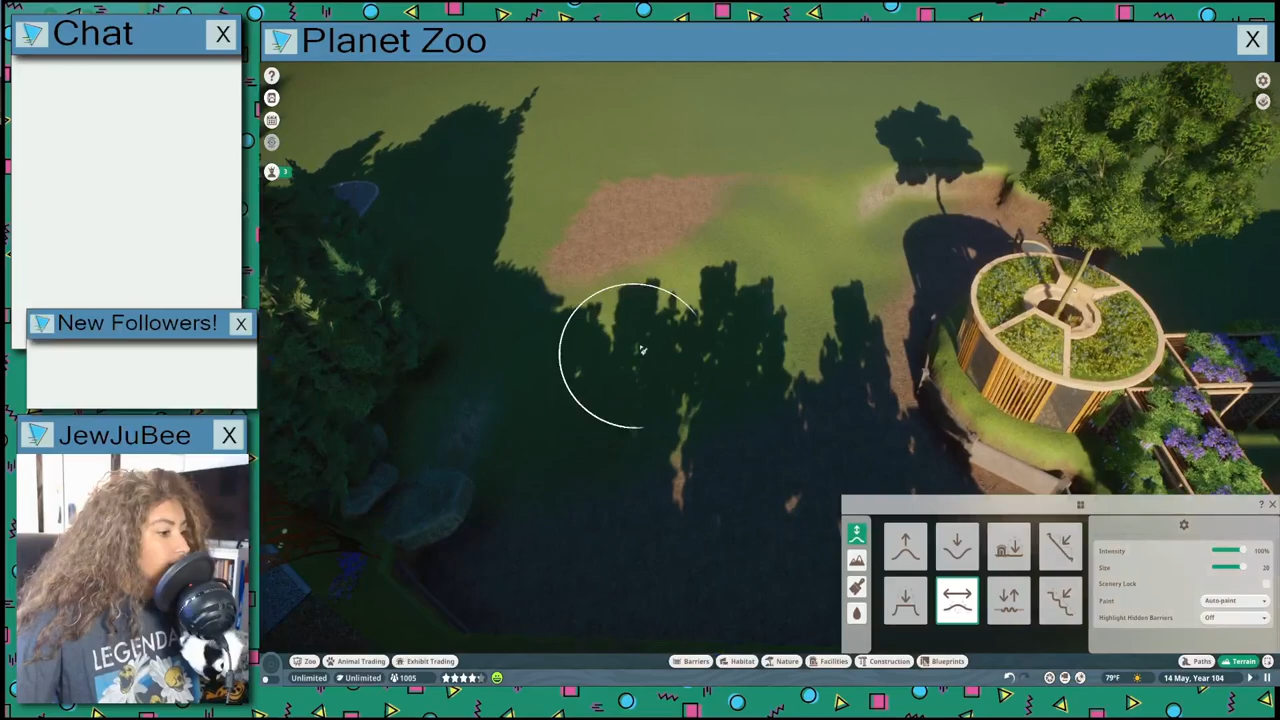 Chat
X
Planet Zoo
X
?
3
New Followers!
X
JewJuBee
X
LEGENDA
?
X
Intensity
100%
Size
20
Scenery Lock
Paint
Auto-paint
Highlight Hidden Barriers
Off
Zoo
Animal Trading
Exhibit Trading
Barriers
Habitat
Nature
Facilities
Construction
Blueprints
Paths
Terrain
Unlimited
Unlimited
1005
79°F
14 May, Year 104